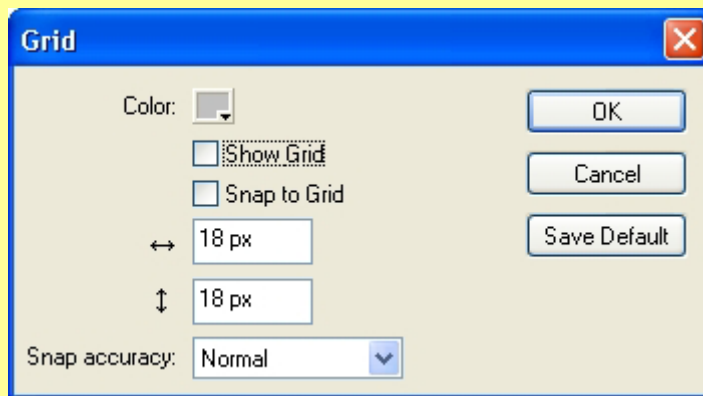 Grid
Color:
OK
Show Grid
Cancel
Snap to Grid
18 px
Save Default
18 px
Snap accuracy: Normal